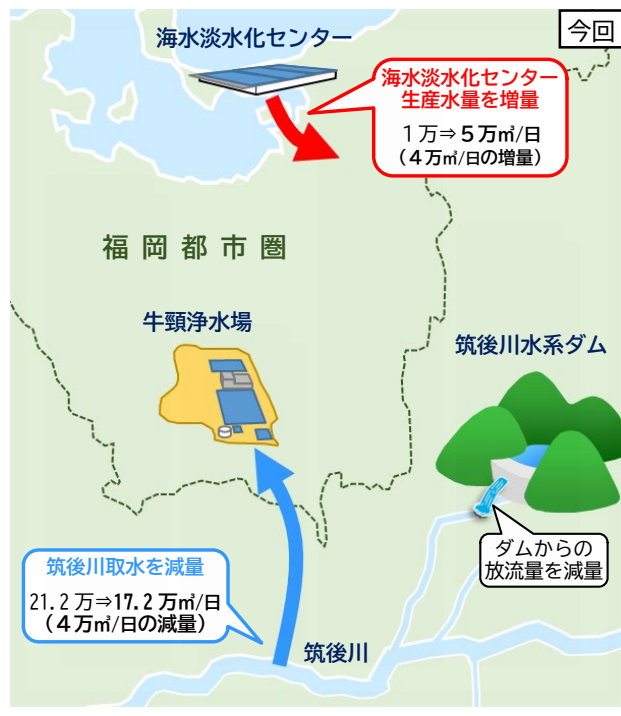 今回
海水淡水化センター
海水淡水化センター
生産水量を増量
1万⇒5万㎥/日
(4万㎥/日の増量)
福岡都市圏
牛頸浄水場
筑後川水系ダム
ダムからの
放流量を減量
筑後川取水を減量
21.2万⇒17.2万㎥/日
(4万㎥/日の減量)
筑後川